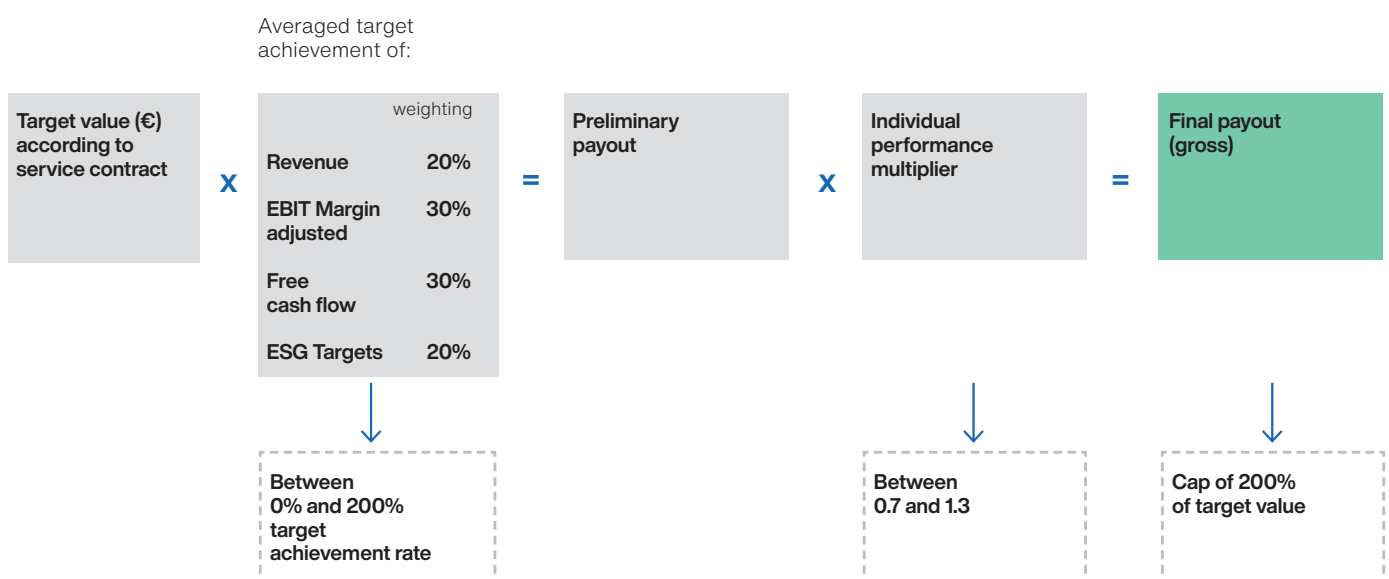 Averaged target
achievement of:
Target value (€)
according to
service contract
x
weighting
Revenue 20%
EBIT Margin 30%
adjusted
Free 30%
cash flow
ESG Targets 20%
=
Preliminary
payout
x
Individual
performance
multiplier
=
Final payout
(gross)
Between
0% and 200%
target
achievement rate
Between
0.7 and 1.3
Cap of 200%
of target value